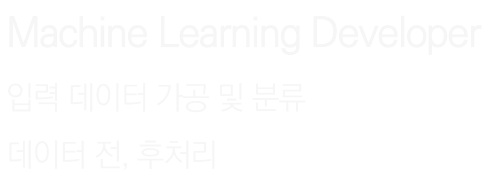 Machine Learning Developer
입력 데이터 가공 및 분류
데이터 전, 후처리